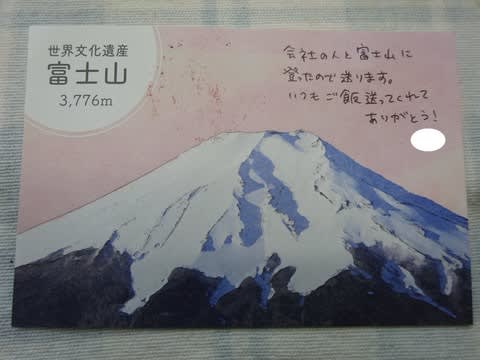 世界文化遺産
富士山
3,776m
会社の人と富士山に
登ったので送ります。
いつもご飯送ってくれて
ありがとう!